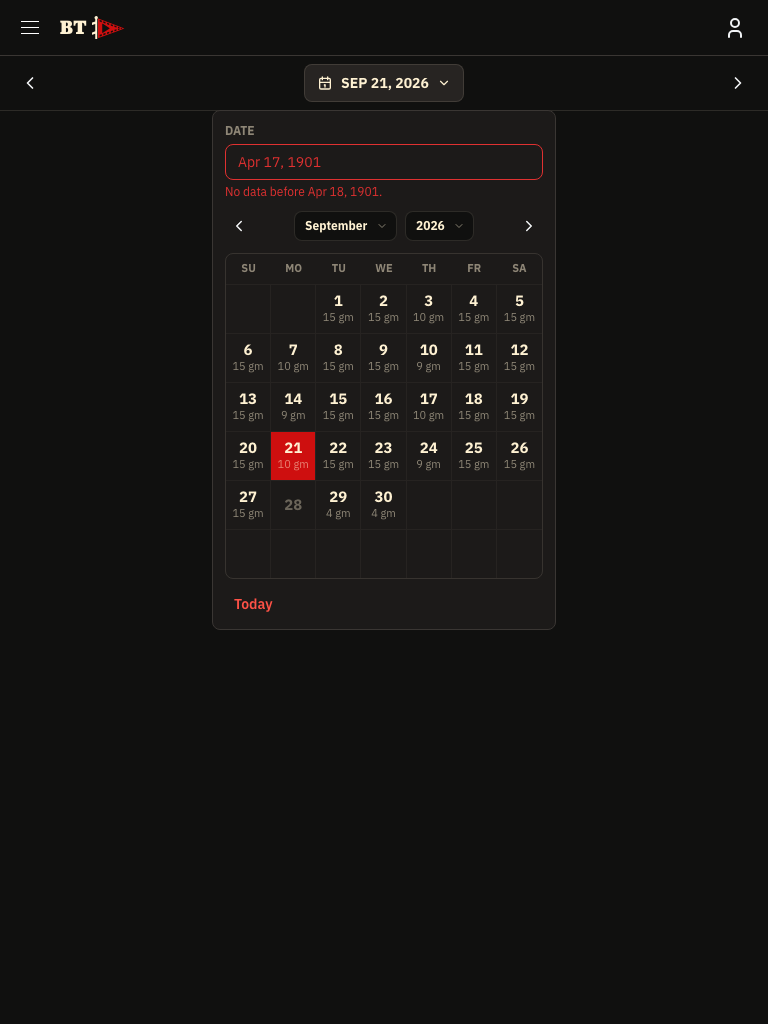 BT
SEP 21, 2026
DATE
Apr 17, 1901
No data before Apr 18, 1901.
September 2026
SU MO TU WE TH FR SA
1 2 3 4 5
15 gm 15 gm 10 gm 15 gm 15 gm
6 7 8 9 10 11 12
15 gm 10 gm 15 gm 15 gm 9 gm 15 gm 15 gm
13 14 15 16 17 18 19
15 gm 9 gm 15 gm 15 gm 10 gm 15 gm 15 gm
20 21 22 23 24 25 26
15 gm 10 gm 15 gm 15 gm 9 gm 15 gm 15 gm
27 28 29 30
15 gm 4 gm 4 gm
Today